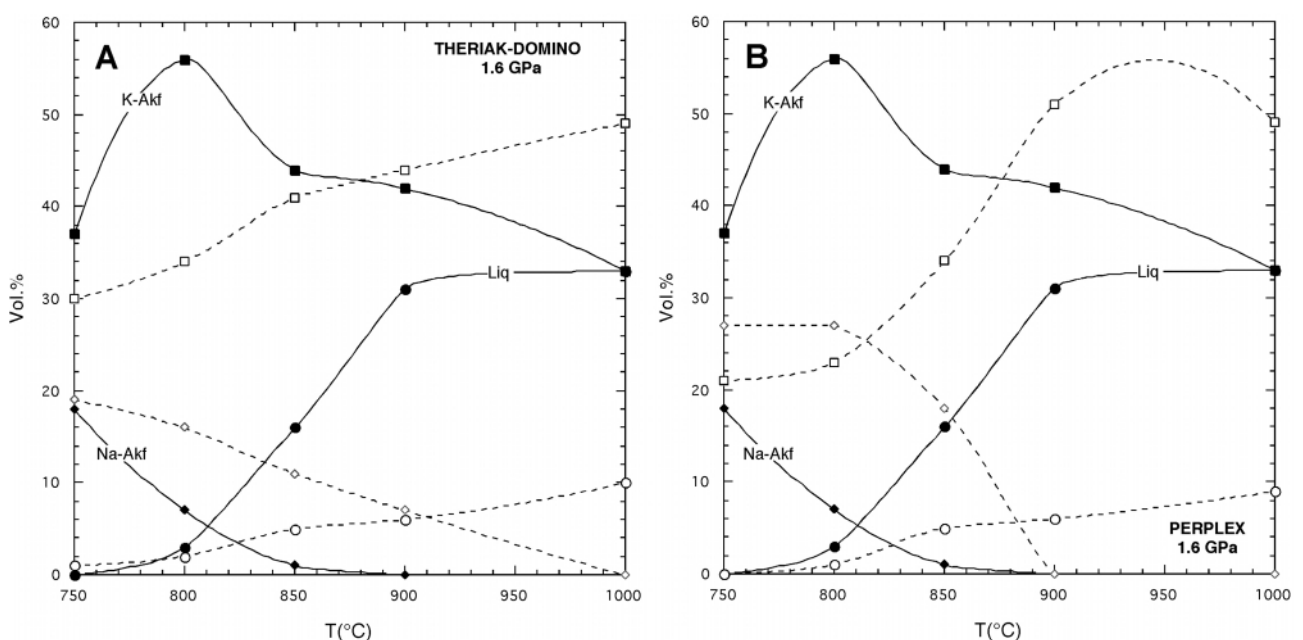 A
THERIAK-DOMINO
1.6 GPa
K-Akf
Liq
Na-Akf
Vol.%
60
50
40
30
20
10
0
750 800 850 900 950 1000
T(°C)
B
K-Akf
Liq
Na-Akf
PERPLEX
1.6 GPa
Vol.%
60
50
40
30
20
10
0
750 800 850 900 950 1000
T(°C)